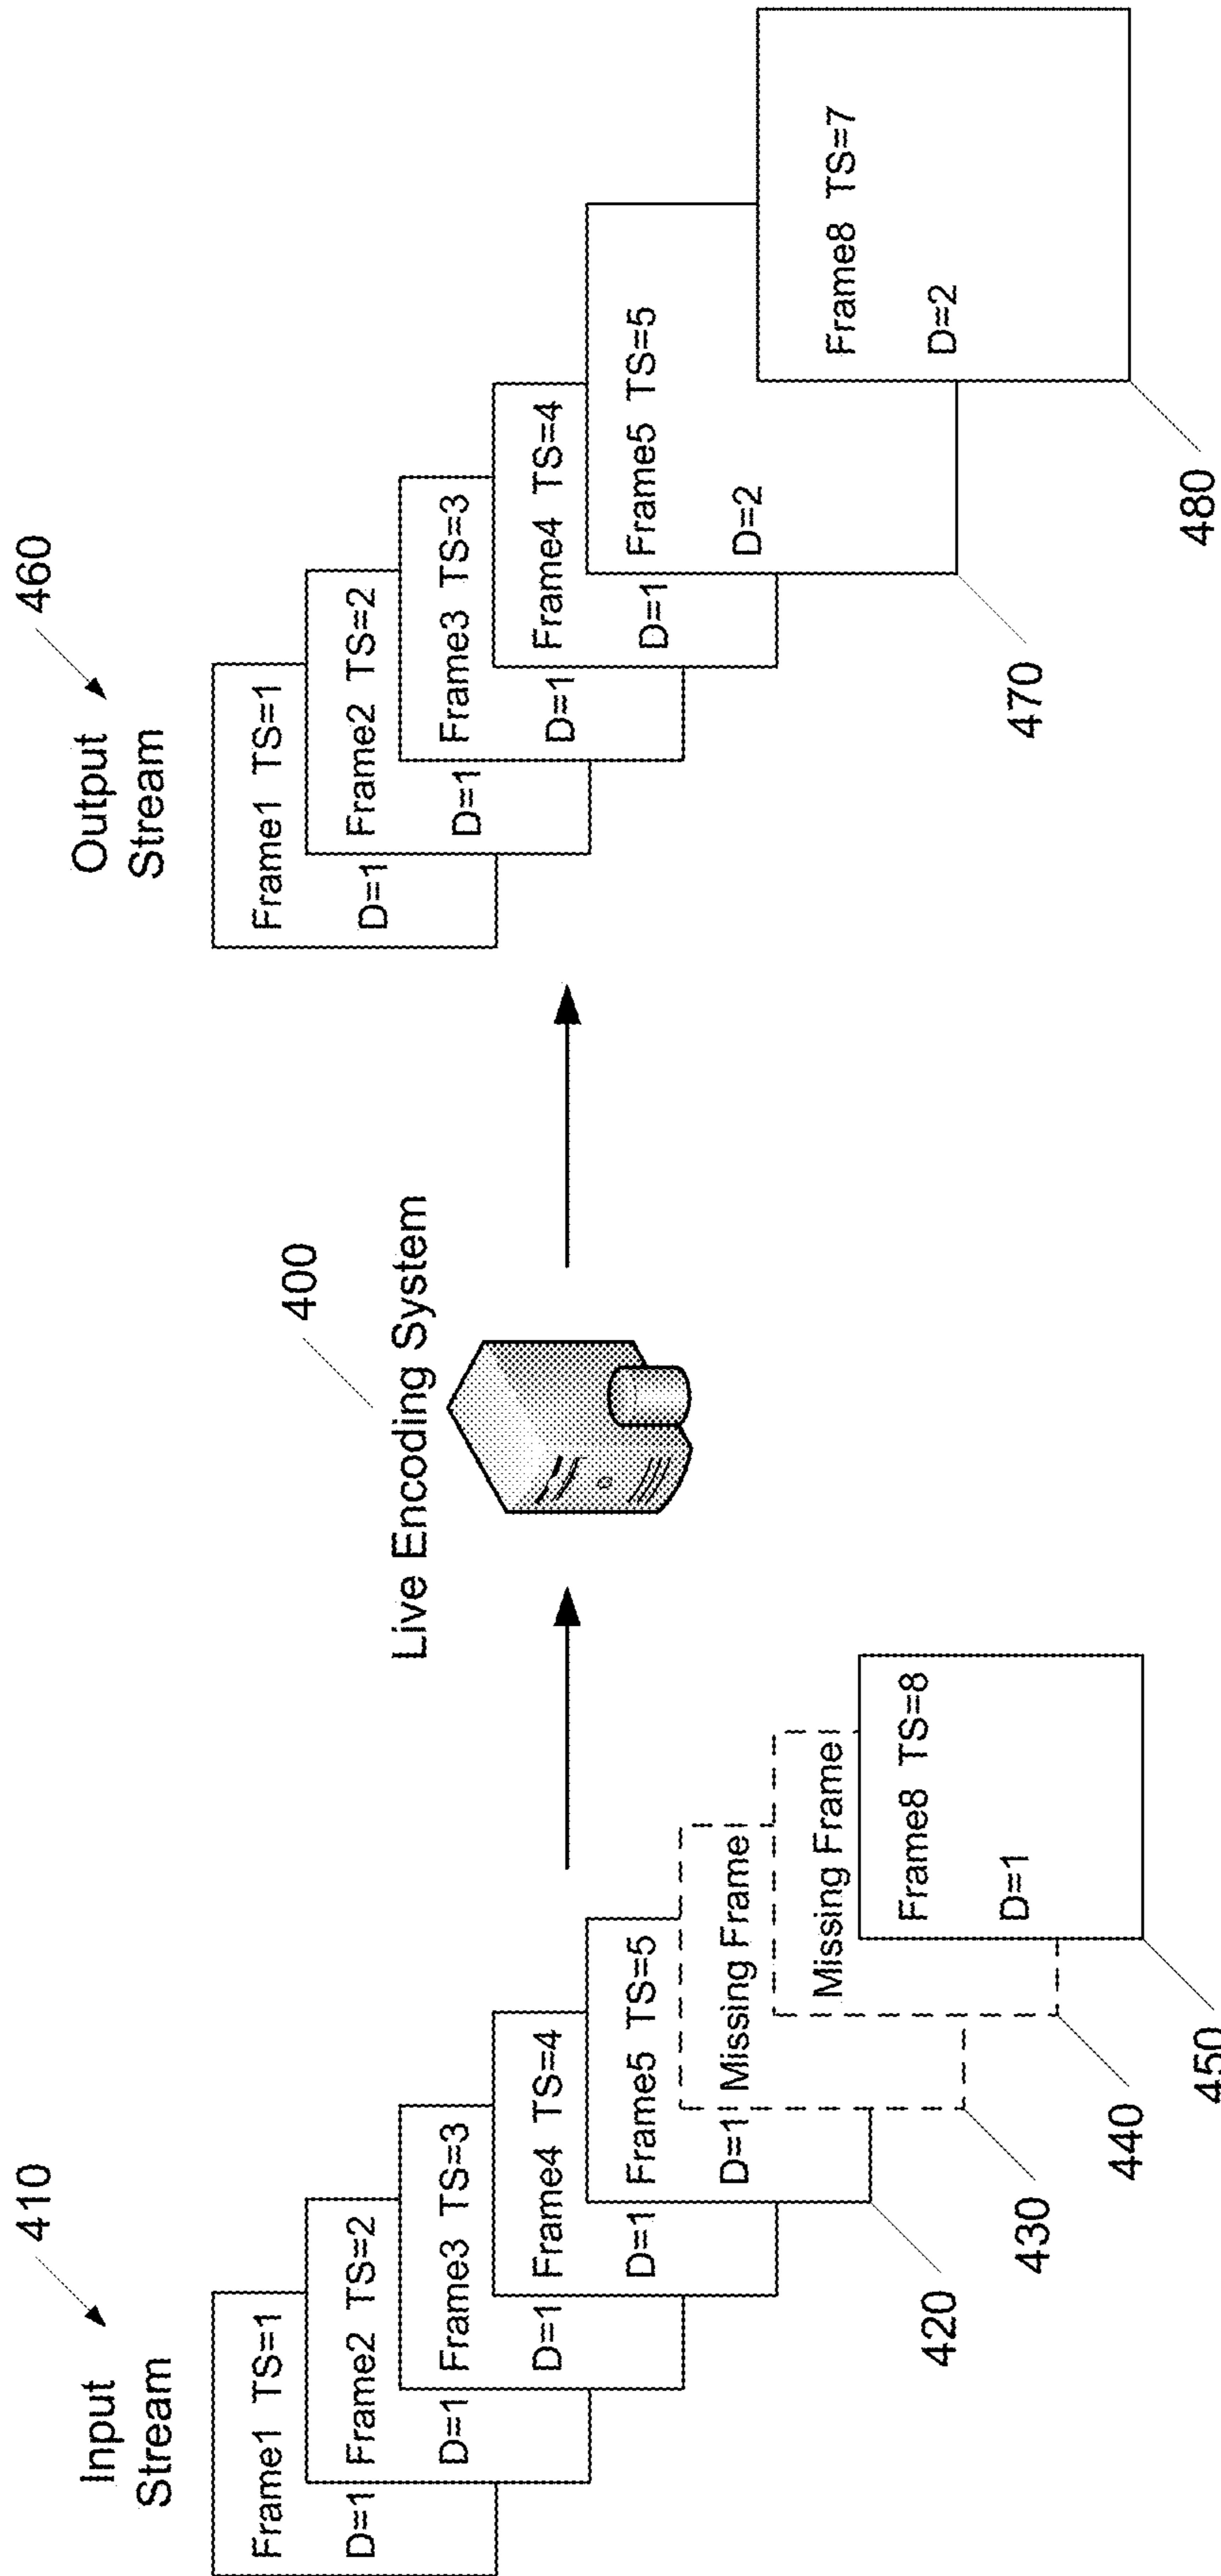 Input
Stream
410
Frame1 TS=1
D=1
Frame2 TS=2
D=1
Frame3 TS=3
D=1
Frame4 TS=4
D=1
Frame5 TS=5
D=1
Missing Frame
Missing Frame
Frame8 TS=8
D=1
420
430
440
450
400
Live Encoding System
Output
Stream
460
Frame1 TS=1
D=1
Frame2 TS=2
D=1
Frame3 TS=3
D=1
Frame4 TS=4
D=1
Frame5 TS=5
D=2
Frame8 TS=7
D=2
470
480